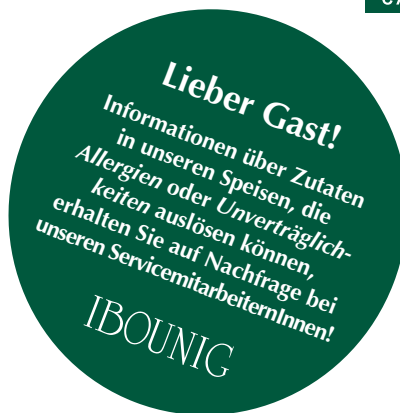 Lieber Gast!
Informationen über Zutaten
in unseren Speisen, die
Allergien oder Unverträglich-
keiten auslösen können,
erhalten Sie auf Nachfrage bei
unseren ServicemitarbeiternInnen!
IBOUNIG